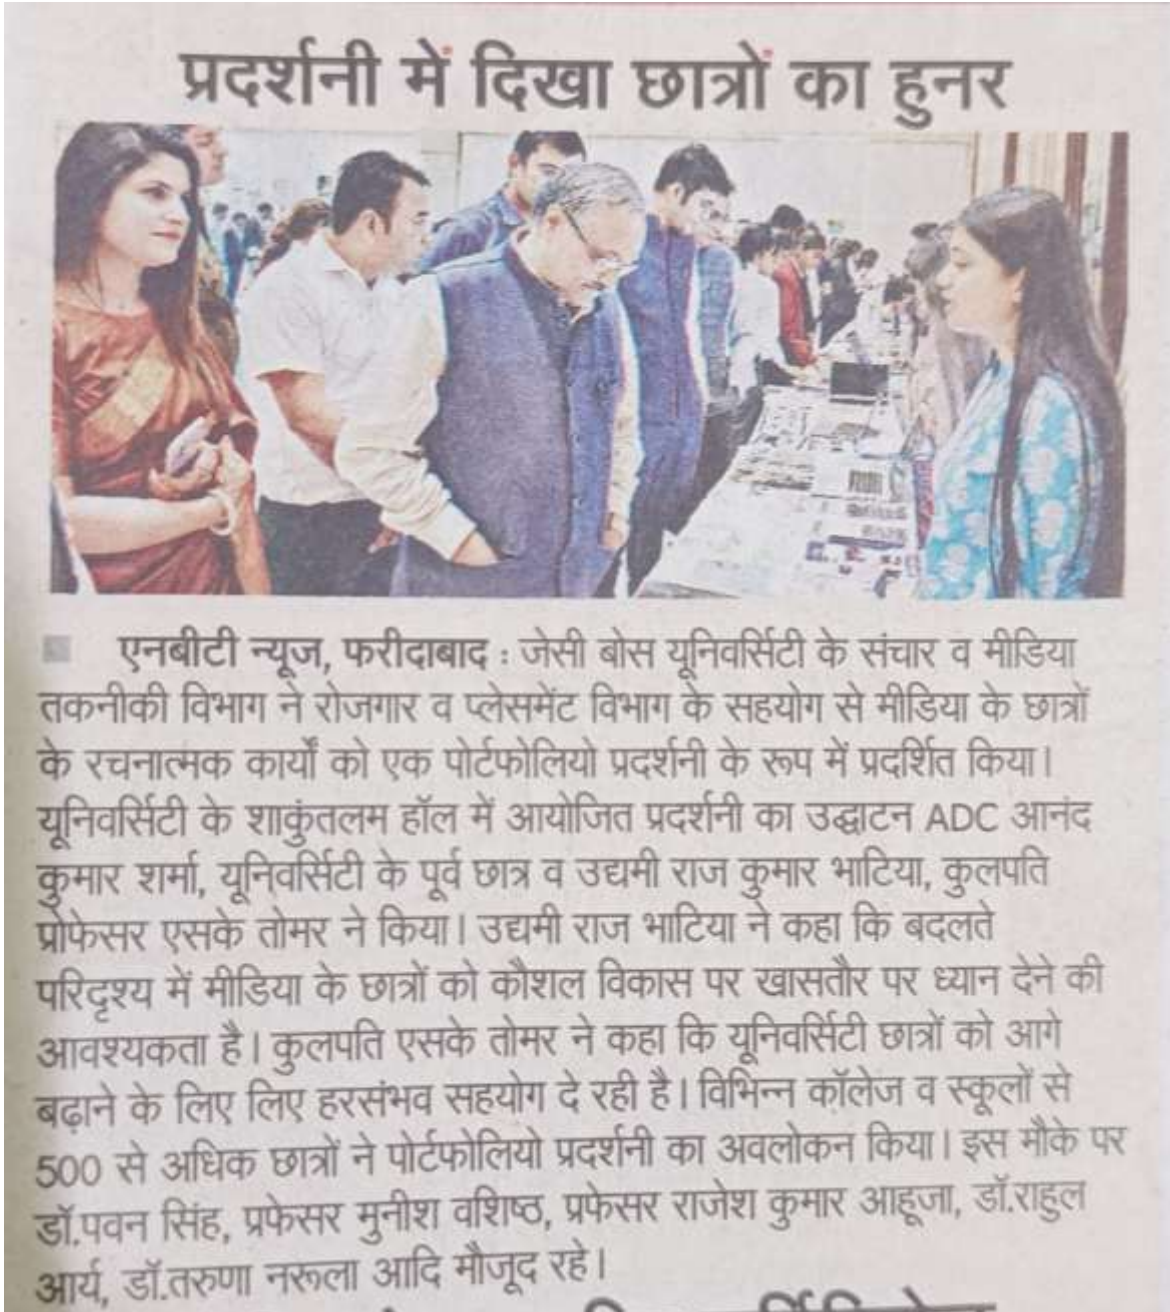 प्रदर्शनी में दिखा छात्रों का हुनर
एनबीटी न्यूज, फरीदाबाद : जेसी बोस यूनिवर्सिटी के संचार व मीडिया
तकनीकी विभाग ने रोजगार व प्लेसमेंट विभाग के सहयोग से मीडिया के छात्रों
के रचनात्मक कार्यों को एक पोर्टफोलियो प्रदर्शनी के रूप में प्रदर्शित किया।
यूनिवर्सिटी के शाकुंतलम हॉल में आयोजित प्रदर्शनी का उद्घाटन ADC आनंद
कुमार शर्मा, यूनिवर्सिटी के पूर्व छात्र व उद्यमी राज कुमार भाटिया, कुलपति
प्रोफेसर एसके तोमर ने किया। उद्यमी राज भाटिया ने कहा कि बदलते
परिदृश्य में मीडिया के छात्रों को कौशल विकास पर खासतौर पर ध्यान देने की
आवश्यकता है। कुलपति एसके तोमर ने कहा कि यूनिवर्सिटी छात्रों को आगे
बढ़ाने के लिए लिए हरसंभव सहयोग दे रही है। विभिन्न कॉलेज व स्कूलों से
500 से अधिक छात्रों ने पोर्टफोलियो प्रदर्शनी का अवलोकन किया। इस मौके पर
डॉ.पवन सिंह, प्रफेसर मुनीश वशिष्ठ, प्रफेसर राजेश कुमार आहूजा, डॉ.राहुल
आर्य, डॉ.तरुणा नरूला आदि मौजूद रहे।